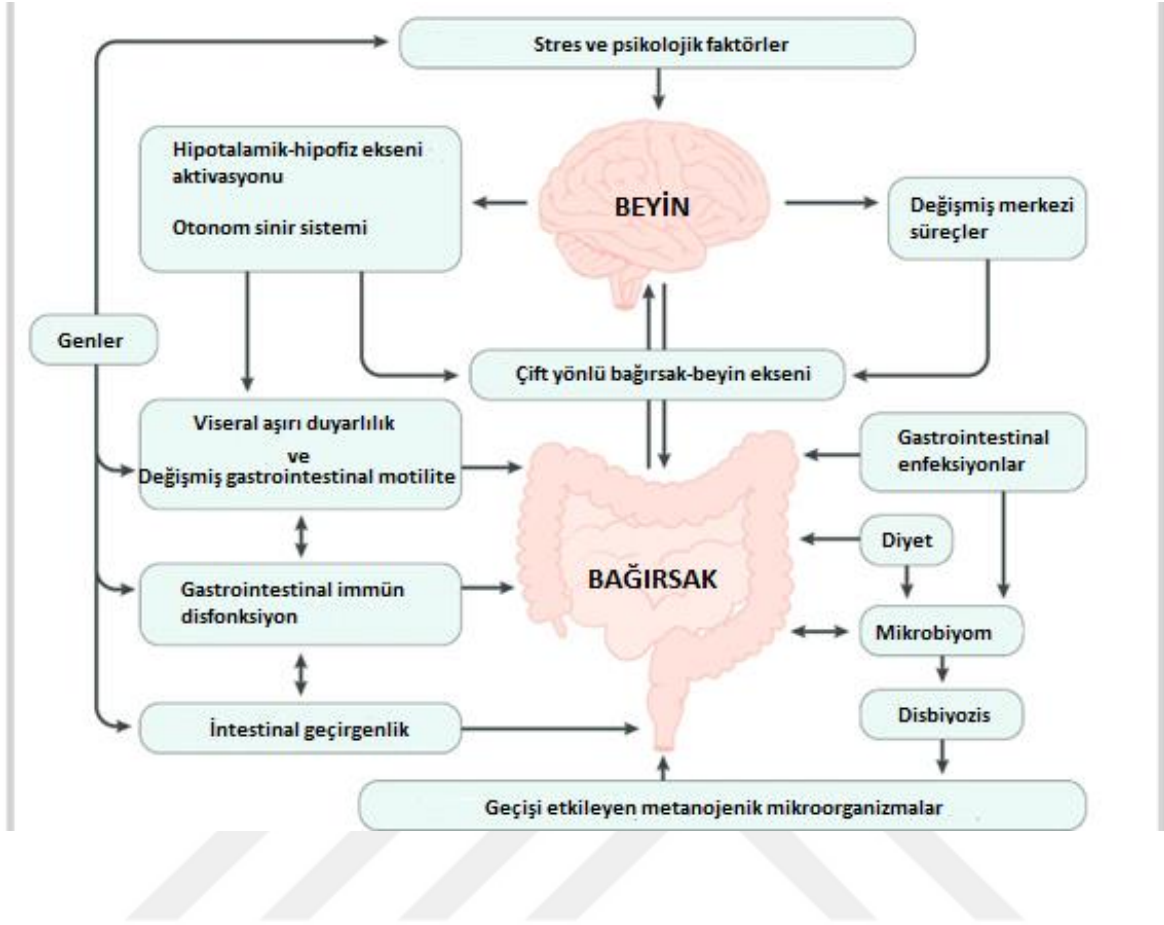 Stres ve psikolojik faktörler
Hipotalamik-hipofiz ekseni
aktivasyonu
Otonom sinir sistemi
BEYİN
Değişmiş merkezi
süreçler
Genler
Çift yönlü bağırsak-beyin ekseni
Viseral aşırı duyarlılık
ve
Değişmiş gastrointestinal motilite
Gastrointestinal
enfeksiyonlar
Diyet
BAĞIRSAK
Gastrointestinal immün
disfonksiyon
Mikrobiyom
İntestinal geçirgenlik
Disbiyozis
Geçişi etkileyen metanojenik mikroorganizmalar